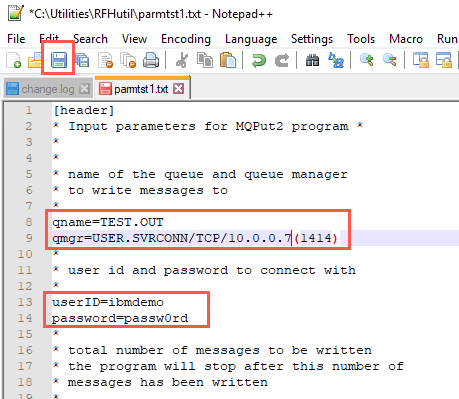 *C:\Utilities\RFHutil\parmtst1.txt - Notepad++
File Edit Search View Encoding Language Settings Tools Macro Run
change.log parmtst1.txt
1 [header]
2 * Input parameters for MQPut2 program *
3 *
4 *
5 * name of the queue and queue manager
6 * to write messages to
7 *
8 qname=TEST.OUT
9 qmgr=USER.SVRCONN/TCP/10.0.0.7(1414)
10 *
11 * user id and password to connect with
12 *
13 userID=ibmdemo
14 password=passw0rd
15 *
16 * total number of messages to be written
17 * the program will stop after this number of
18 * messages has been written
19 *